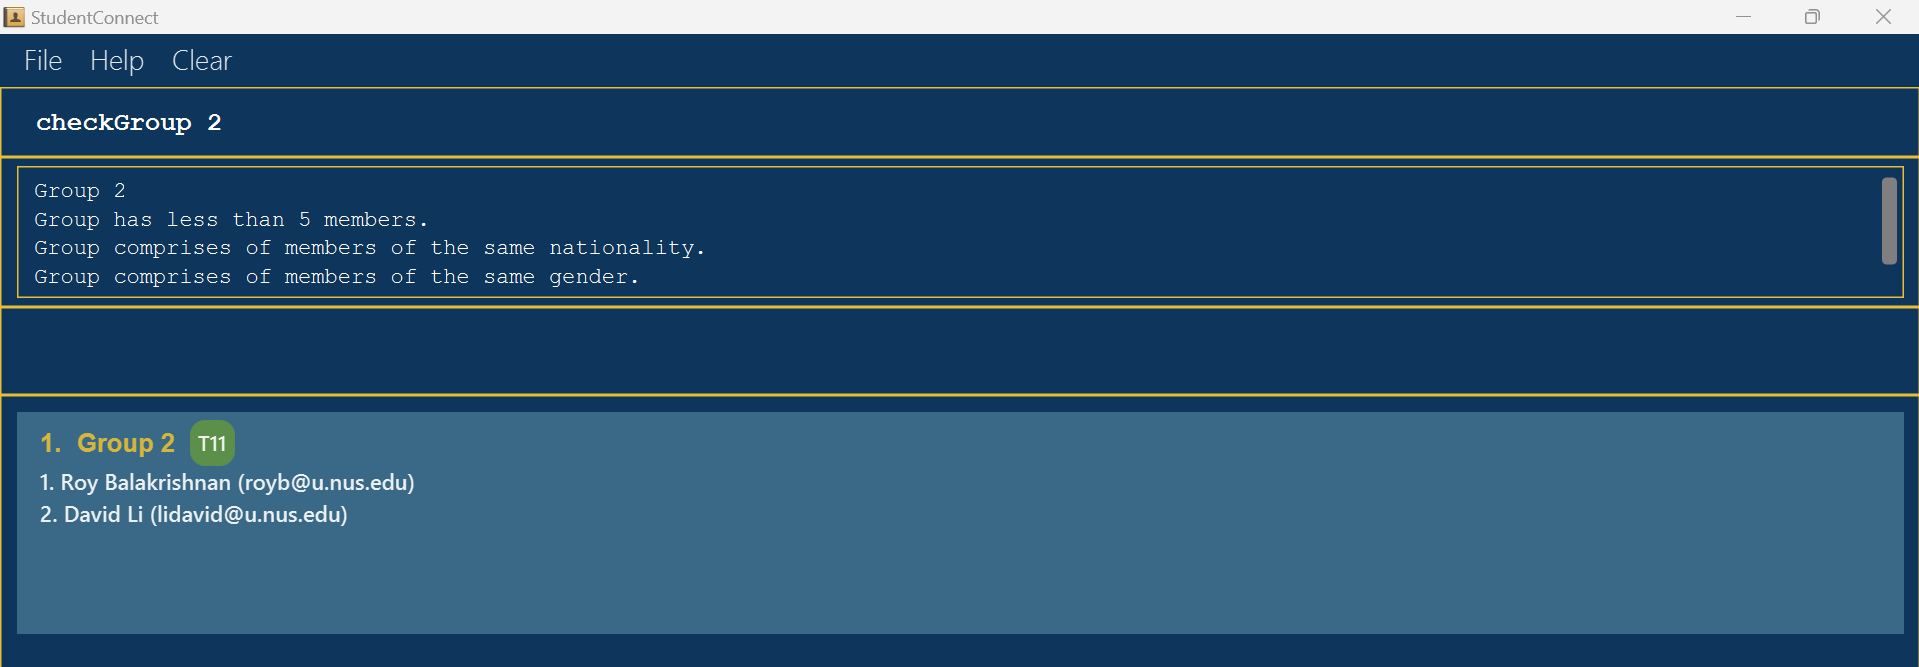 StudentConnect
File Help Clear
checkGroup 2
Group 2
Group has less than 5 members.
Group comprises of members of the same nationality.
Group comprises of members of the same gender.
1. Group 2 T11
1. Roy Balakrishnan (royb@u.nus.edu)
2. David Li (lidavid@u.nus.edu)